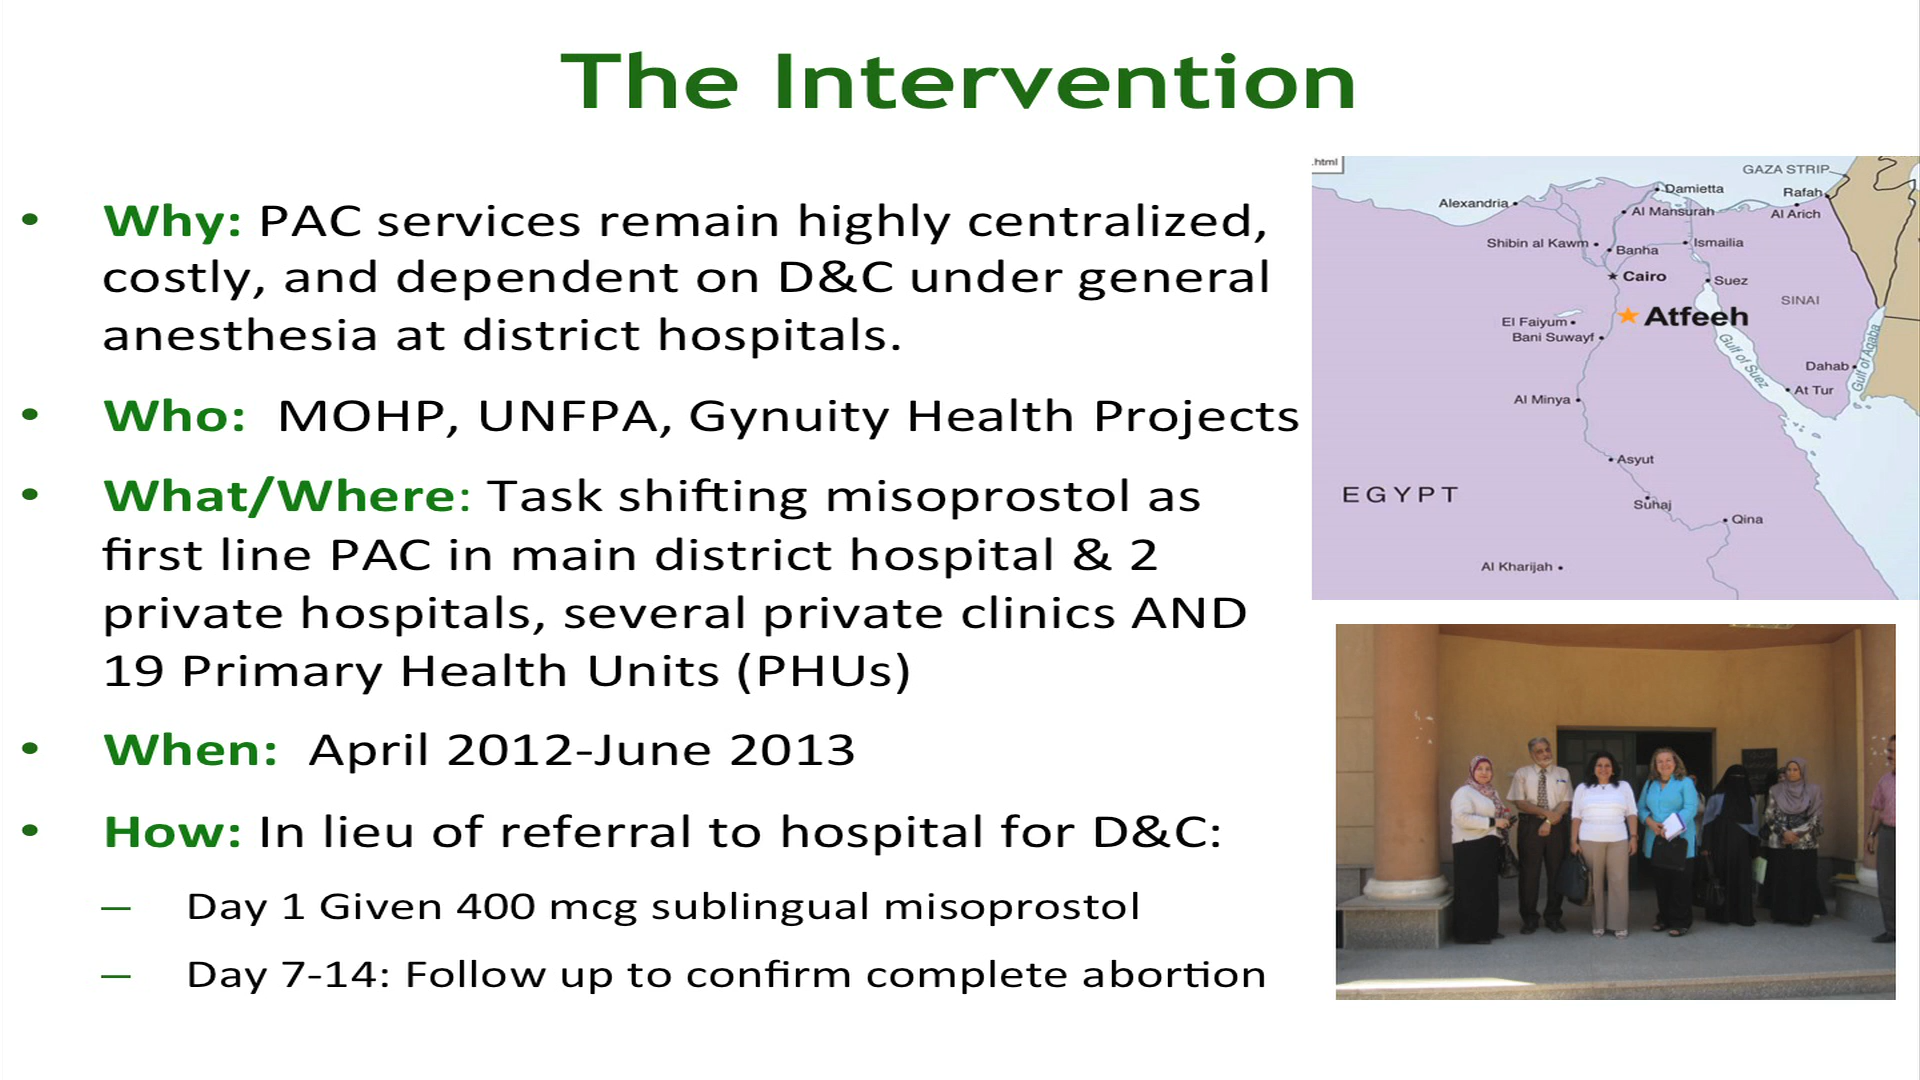 The Intervention
• Why: PAC services remain highly centralized,
costly, and dependent on D&C under general
anesthesia at district hospitals.
• Who: MOHP, UNFPA, Gynuity Health Projects
• What/Where: Task shifting misoprostol as
first line PAC in main district hospital & 2
private hospitals, several private clinics AND
19 Primary Health Units (PHUs)
• When: April 2012-June 2013
• How: In lieu of referral to hospital for D&C:
– Day 1 Given 400 mcg sublingual misoprostol
– Day 7-14: Follow up to confirm complete abortion
.html
GAZA STRIP
Damietta
Rafah
Alexandria
Al Mansurah
Al Arich
Shibin al Kawm
Banha
Ismailia
Cairo
Suez
SINAI
Atfeeh
El Faiyum
Bani Suwayf
Gulf of Suez
Gulf of Aqaba
Dahab
At Tur
Al Minya
Asyut
EGYPT
Suhaj
Qina
Al Kharijah